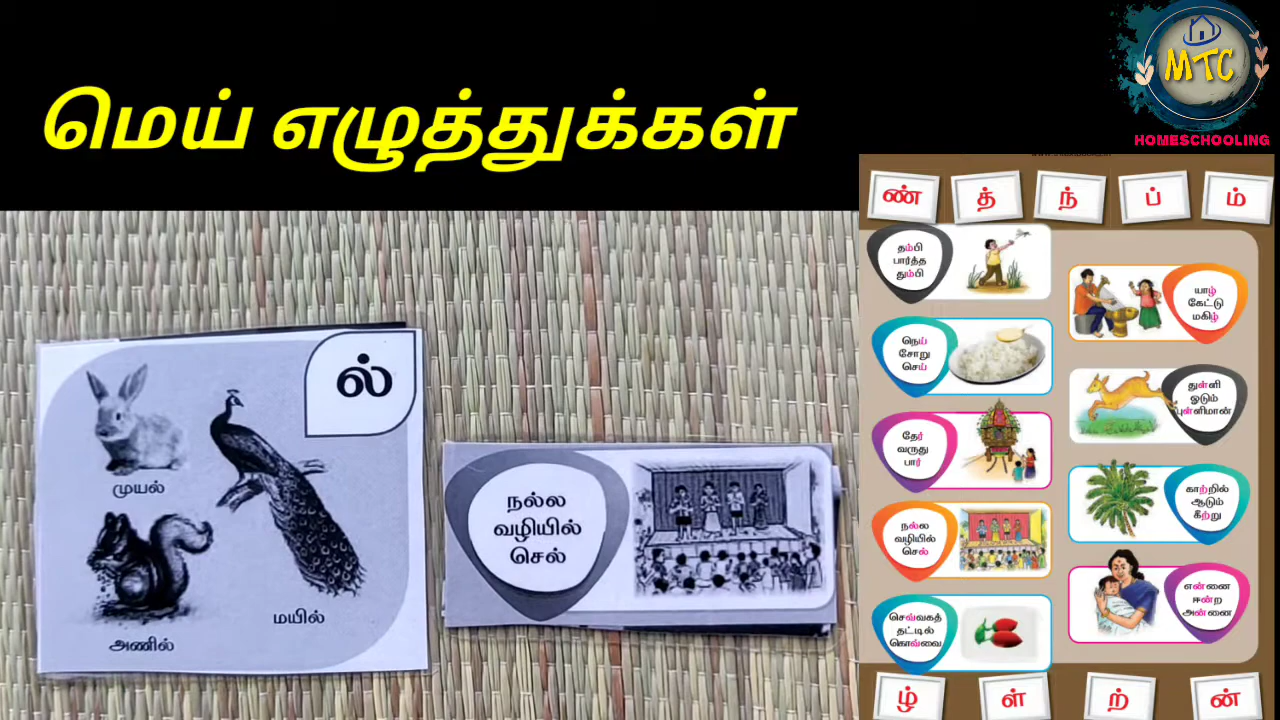 மெய் எழுத்துக்கள்
MTC
HOMESCHOOLING
ல்
முயல்
மயில்
அணில்
நல்ல
வழியில்
செல்
ண் த் ந் ப் ம்
தம்பி
பார்த்த
தும்பி
நெய்
சோறு
செய்
தேர்
வருது
பார்
நல்ல
வழியில்
செல்
செவ்வகத்
தட்டில்
கொவ்வை
யாழ்
கேட்டு
மகிழ்
துள்ளி
ஓடும்
புள்ளிமான்
காற்றில்
ஆடும்
கீற்று
என்னை
ஈன்ற
அன்னை
ழ் ள் ற் ன்